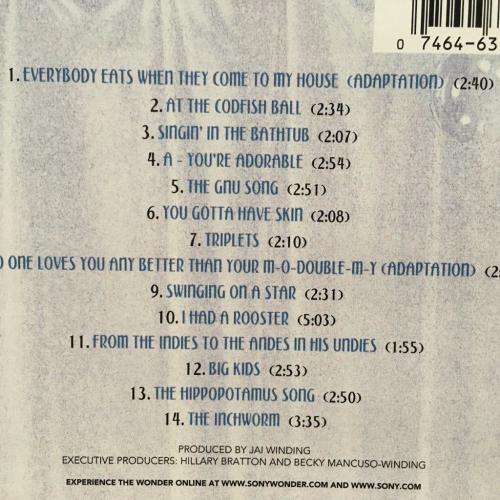 0 7464-63
1. EVERYBODY EATS WHEN THEY COME TO MY HOUSE (ADAPTATION) (2:40)
2. AT THE CODFISH BALL (2:34)
3. SINGIN' IN THE BATHTUB (2:07)
4. A - YOU'RE ADORABLE (2:54)
5. THE GNU SONG (2:51)
6. YOU GOTTA HAVE SKIN (2:08)
7. TRIPLETS (2:10)
O ONE LOVES YOU ANY BETTER THAN YOUR M-O-DOUBLE-M-Y (ADAPTATION) (2:
9. SWINGING ON A STAR (2:31)
10. I HAD A ROOSTER (5:03)
11. FROM THE INDIES TO THE ANDES IN HIS UNDIES (1:55)
12. BIG KIDS (2:53)
13. THE HIPPOPOTAMUS SONG (2:50)
14. THE INCHWORM (3:35)
PRODUCED BY JAI WINDING
EXECUTIVE PRODUCERS: HILLARY BRATTON AND BECKY MANCUSO-WINDING
EXPERIENCE THE WONDER ONLINE AT WWW.SONYWONDER.COM AND WWW.SONY.COM